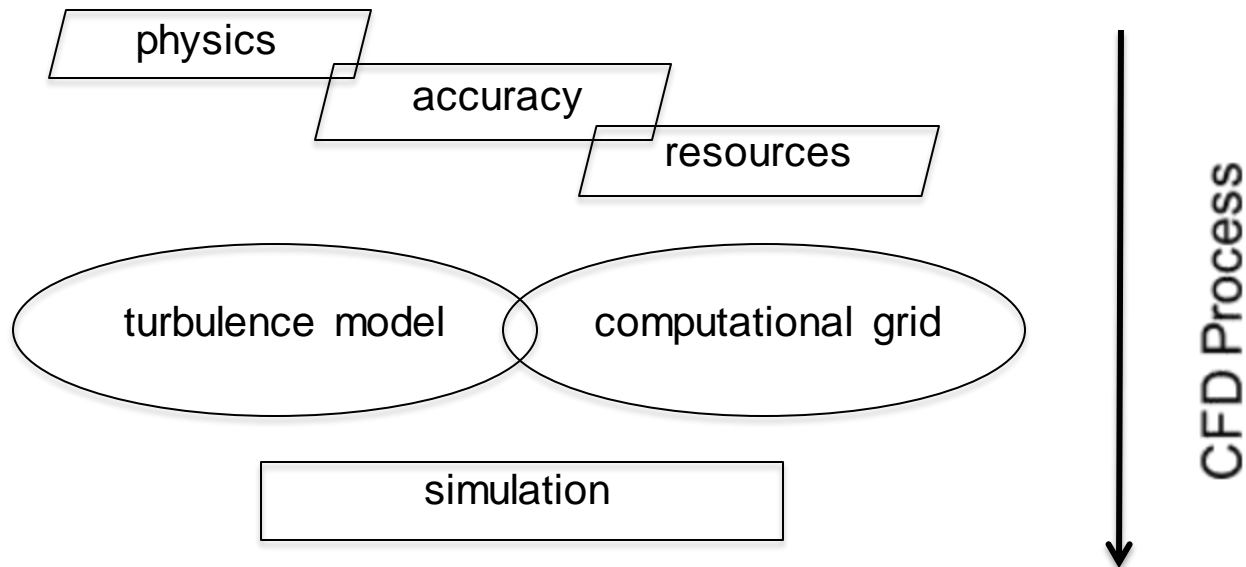 physics
accuracy
resources
turbulence model
computational grid
simulation
CFD Process